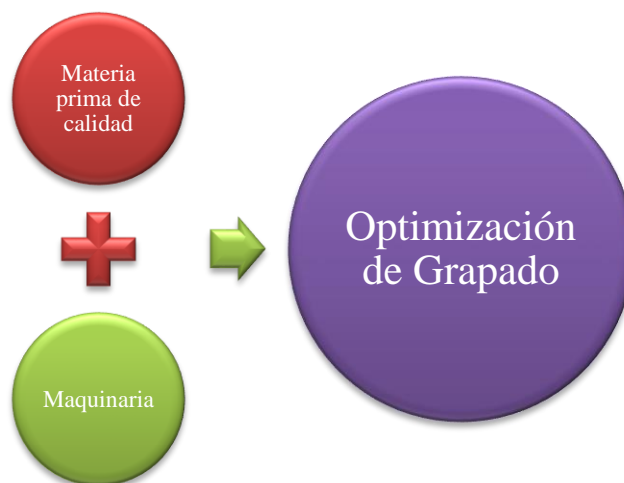 Materia
prima de
calidad
Maquinaria
Optimización
de Grapado